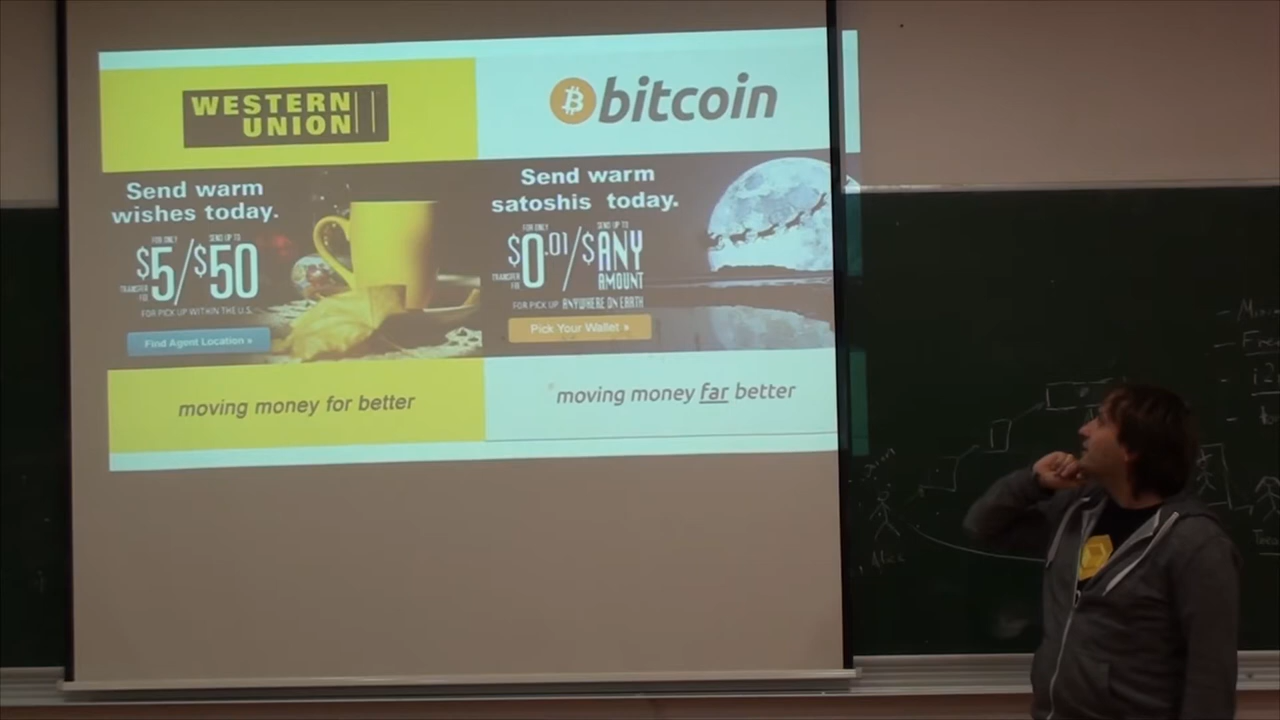 WESTERN
UNION
Send warm
wishes today.
FOR ONLY
SEND UP TO
$5/$50
TRANSFER
FOR PICK UP WITHIN THE U.S.
Find Agent Location »
moving money for better
bitcoin
Send warm
satoshis today.
FOR ONLY
SEND UP TO
$0.01/$ANY
AMOUNT
TRANSFER
FEE
FOR PICK UP ANYWHERE ON EARTH
Pick Your Wallet »
moving money far better
Alice